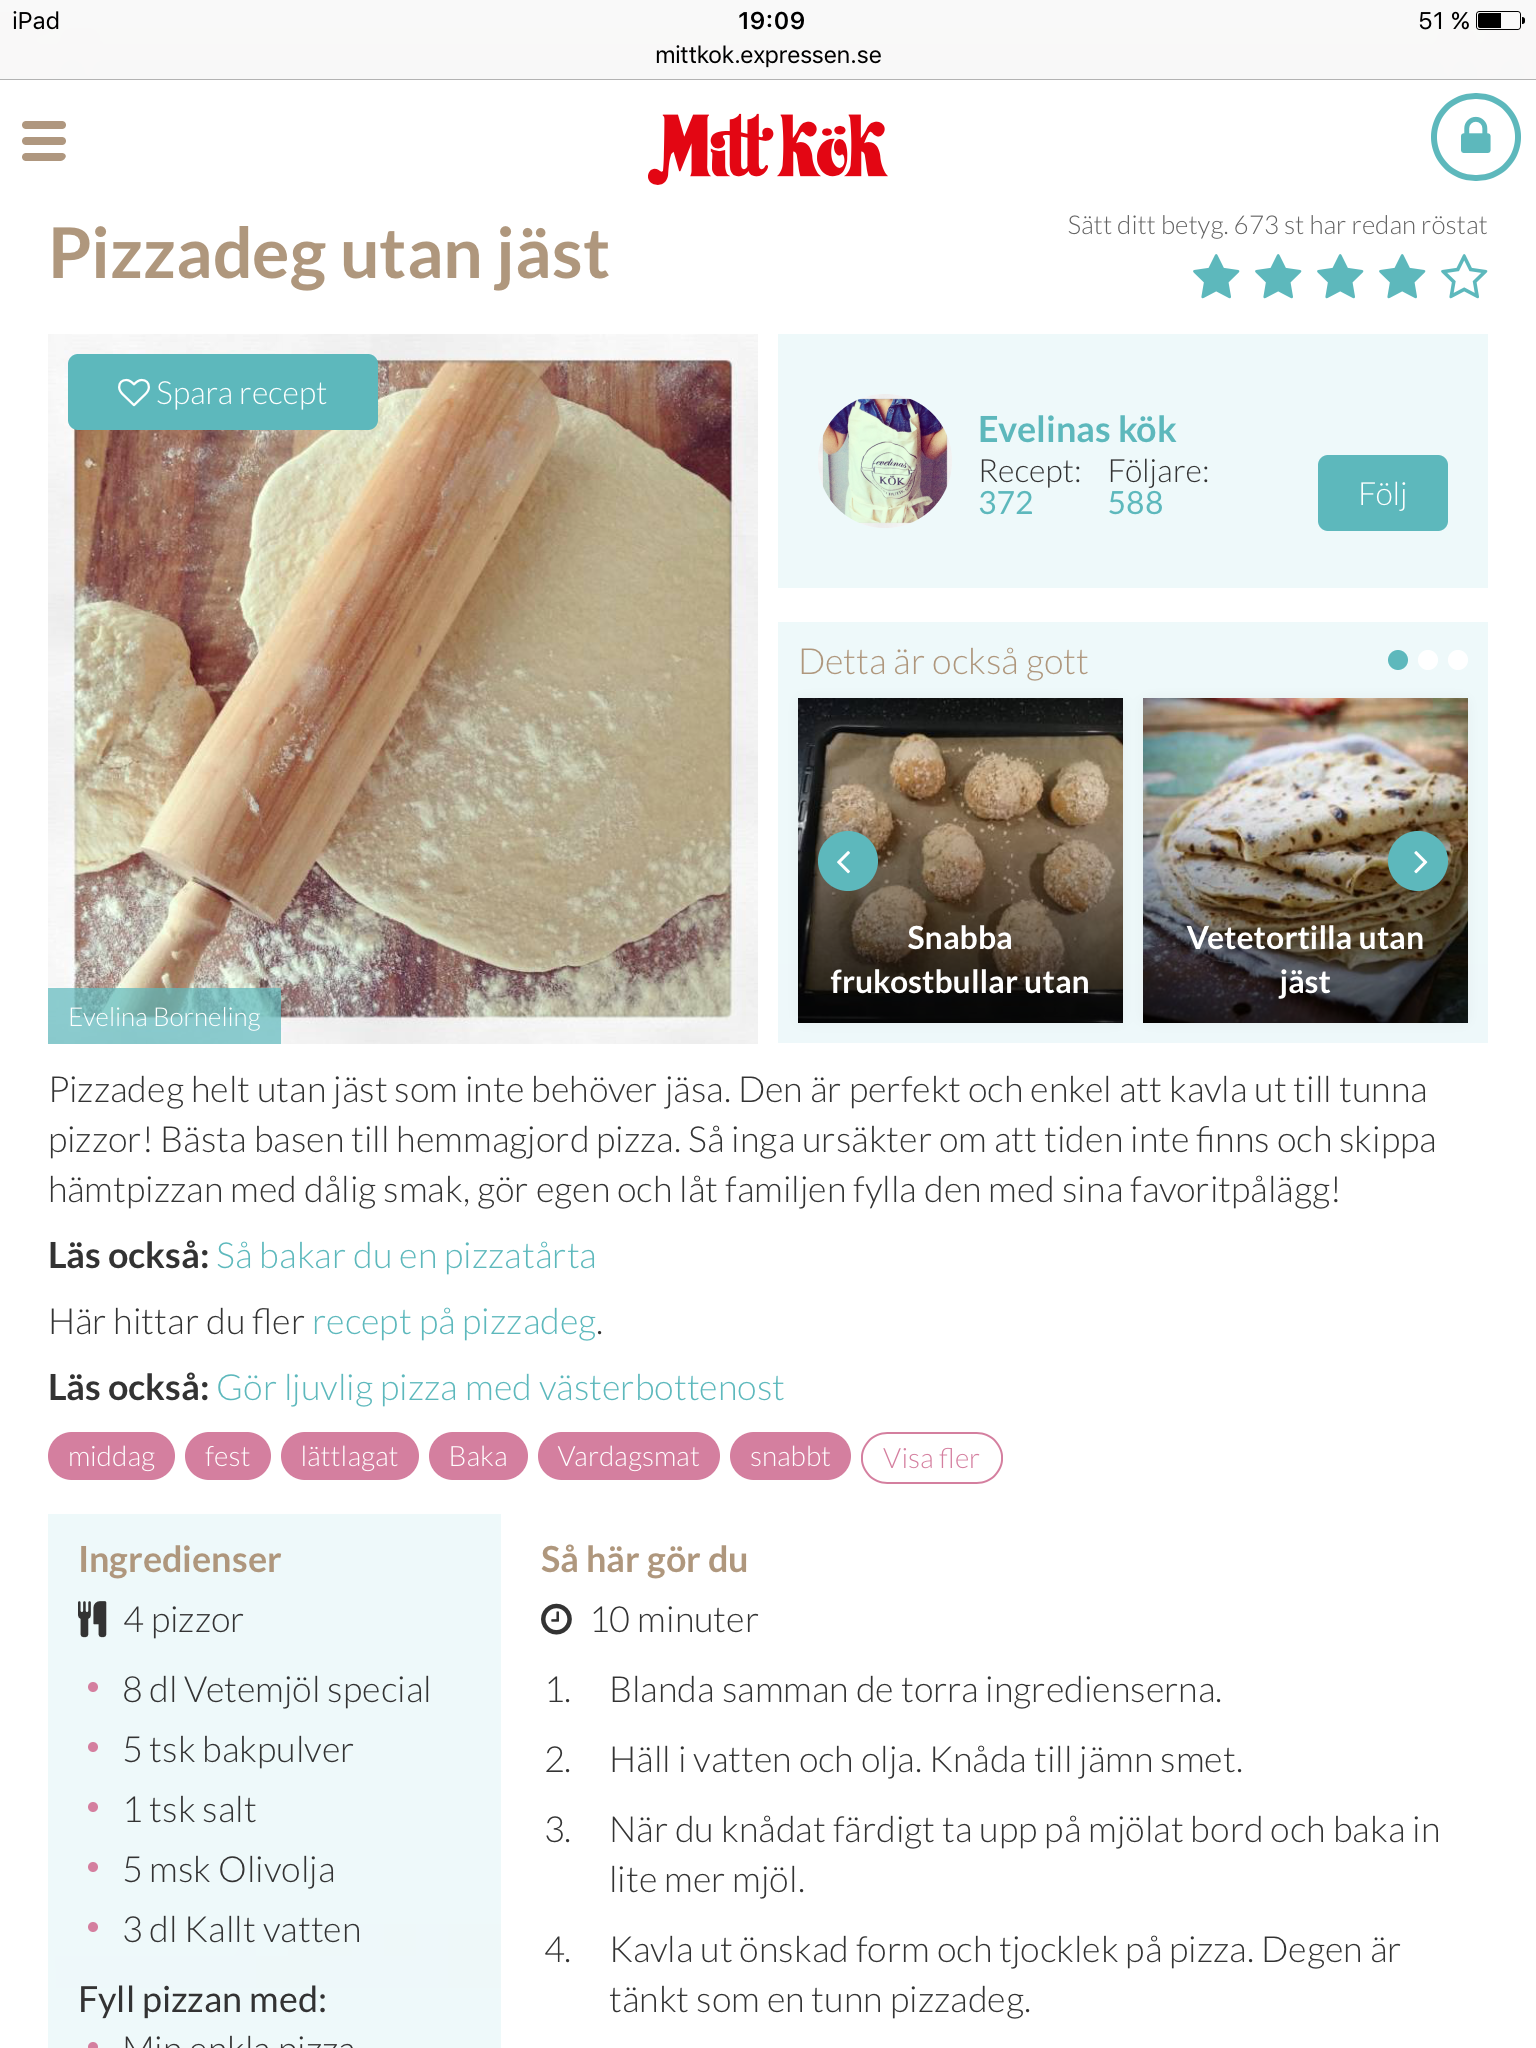 iPad
19:09
51 %
mittkok.expressen.se
Mitt kök
Pizzadeg utan jäst
Sätt ditt betyg. 673 st har redan röstat
Spara recept
Evelina Borneling
evelinas
KÖK
Evelinas kök
Recept: Följare:
372 588
Följ
Detta är också gott
Snabba
frukostbullar utan
Vetetortilla utan
jäst
Pizzadeg helt utan jäst som inte behöver jäsa. Den är perfekt och enkel att kavla ut till tunna
pizzor! Bästa basen till hemmagjord pizza. Så inga ursäkter om att tiden inte finns och skippa
hämtpizzan med dålig smak, gör egen och låt familjen fylla den med sina favoritpålägg!
Läs också: Så bakar du en pizzatårta
Här hittar du fler recept på pizzadeg.
Läs också: Gör ljuvlig pizza med västerbottenost
middag fest lättlagat Baka Vardagsmat snabbt Visa fler
Ingredienser
4 pizzor
8 dl Vetemjöl special
5 tsk bakpulver
1 tsk salt
5 msk Olivolja
3 dl Kallt vatten
Fyll pizzan med:
Min enkla pizza
Så här gör du
10 minuter
1. Blanda samman de torra ingredienserna.
2. Häll i vatten och olja. Knåda till jämn smet.
3. När du knådat färdigt ta upp på mjölat bord och baka in
lite mer mjöl.
4. Kavla ut önskad form och tjocklek på pizza. Degen är
tänkt som en tunn pizzadeg.